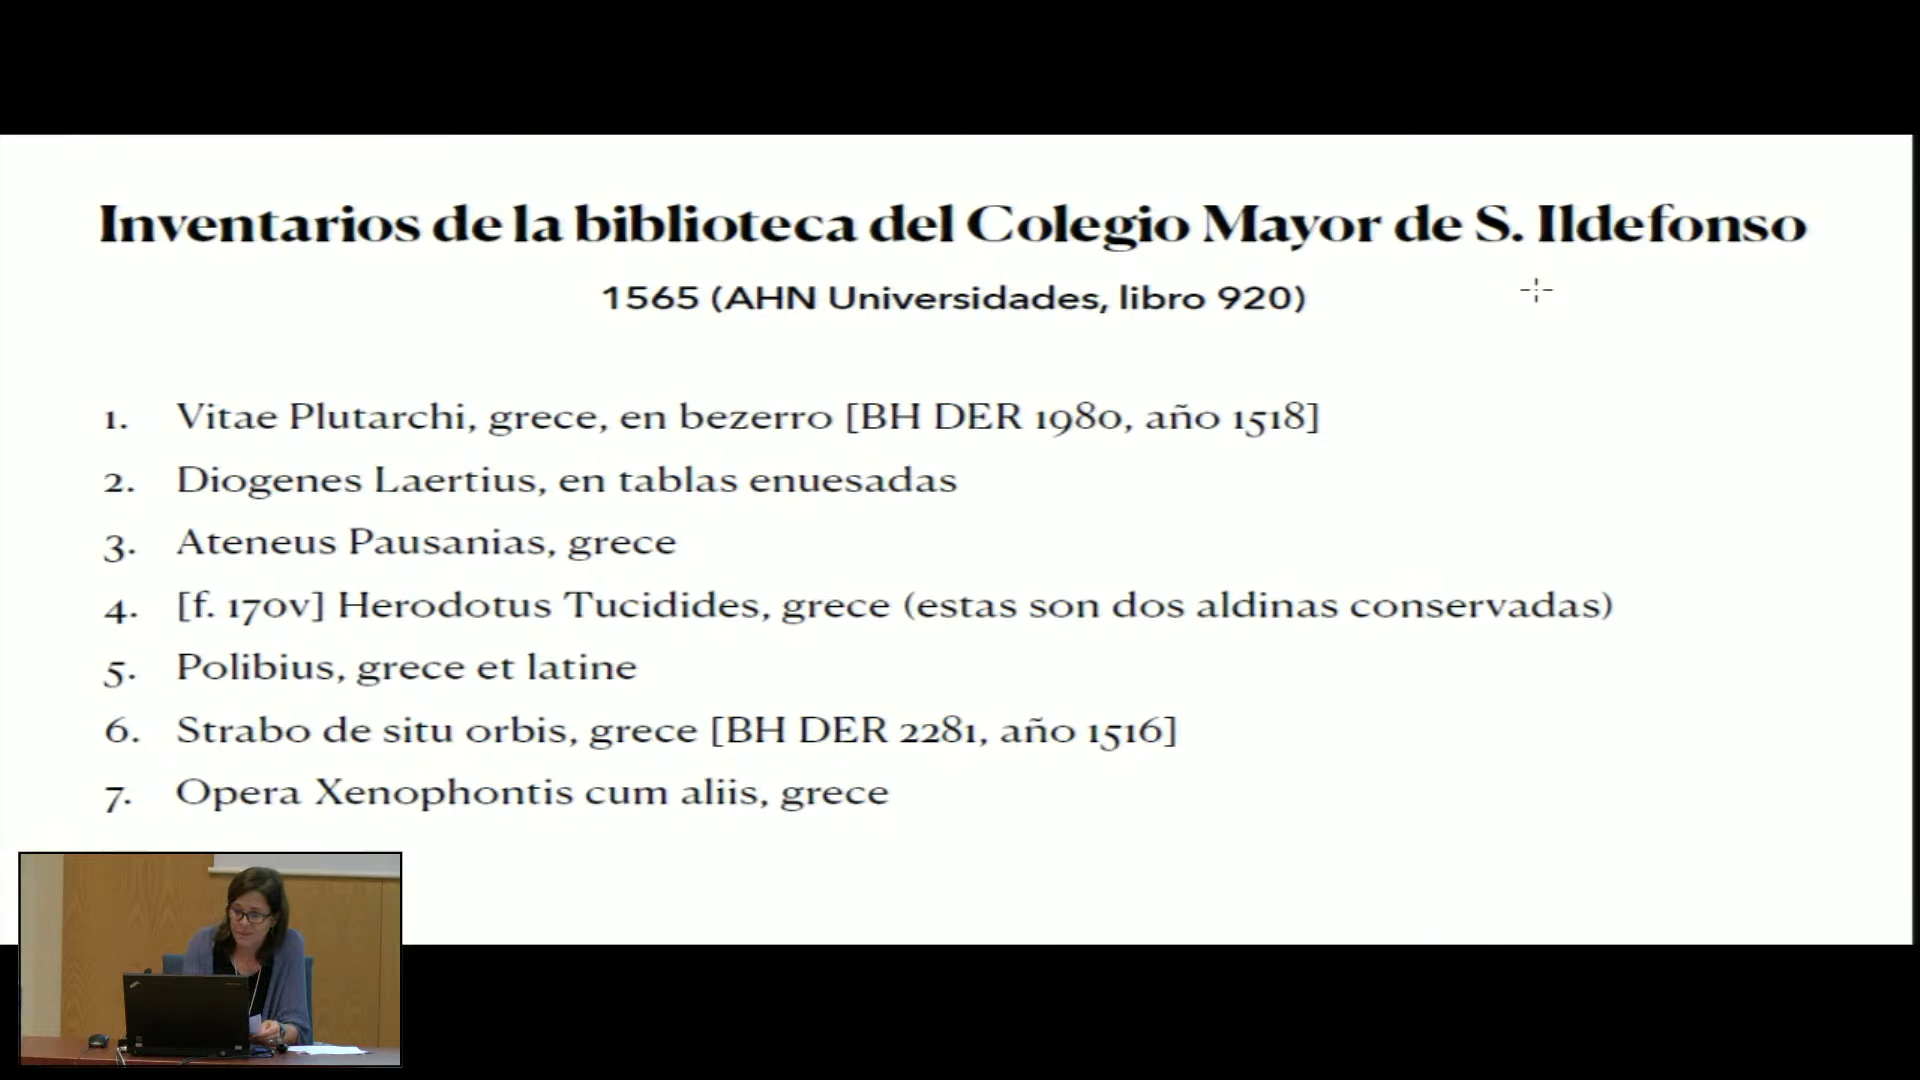 Inventarios de la biblioteca del Colegio Mayor de S. Ildefonso
1565 (AHN Universidades, libro 920)
1. Vitae Plutarchi, grece, en bezerro [BH DER 1980, año 1518]
2. Diogenes Laertius, en tablas enuesadas
3. Ateneus Pausanias, grece
4. [f. 170v] Herodotus Tucidides, grece (estas son dos aldinas conservadas)
5. Polibius, grece et latine
6. Strabo de situ orbis, grece [BH DER 2281, año 1516]
7. Opera Xenophontis cum aliis, grece